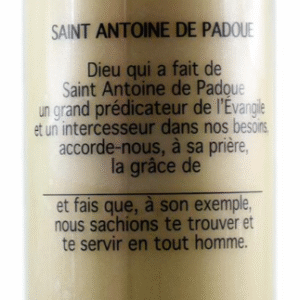 SAINT ANTOINE DE PADOUE
Dieu qui a fait de
Saint Antoine de Padoue
un grand prédicateur de l'Évangile
et un intercesseur dans nos besoins,
accorde-nous, à sa prière,
la grâce de
et fais que, à son exemple,
nous sachions te trouver et
te servir en tout homme.